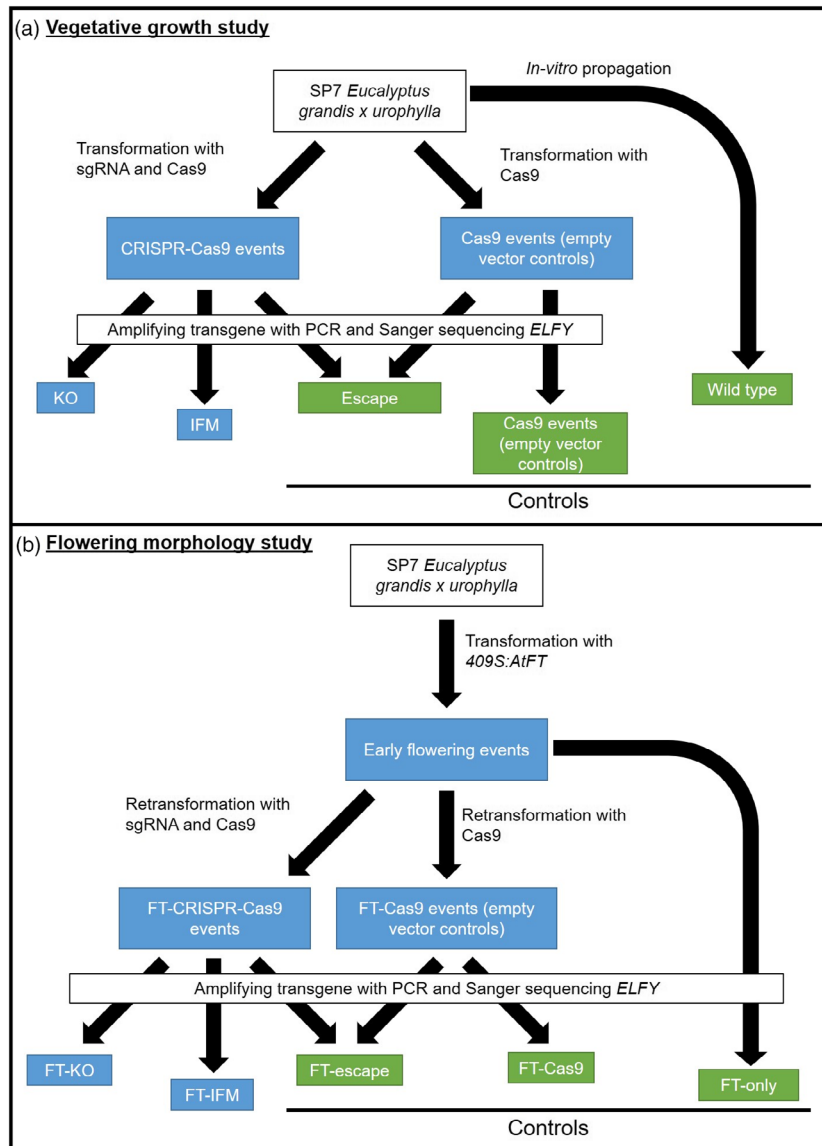 (a) Vegetative growth study
In-vitro propagation
SP7 Eucalyptus
grandis x urophylla
Transformation with
sgRNA and Cas9
Transformation with
Cas9
CRISPR-Cas9 events
Cas9 events (empty
vector controls)
Amplifying transgene with PCR and Sanger sequencing ELFY
KO
IFM
Escape
Cas9 events
(empty vector
controls)
Wild type
Controls
(b) Flowering morphology study
SP7 Eucalyptus
grandis x urophylla
Transformation with
409S:AtFT
Early flowering events
Retransformation with
sgRNA and Cas9
Retransformation with
Cas9
FT-CRISPR-Cas9
events
FT-Cas9 events (empty
vector controls)
Amplifying transgene with PCR and Sanger sequencing ELFY
FT-KO
FT-IFM
FT-escape
FT-Cas9
FT-only
Controls